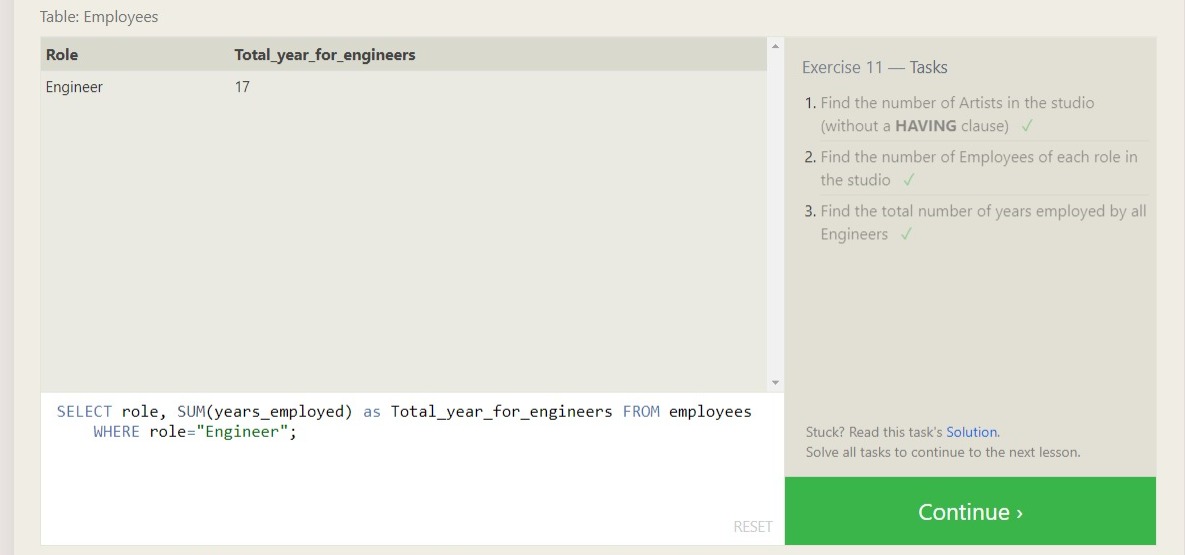 Table: Employees
Role Total_year_for_engineers
Engineer 17
Exercise 11 — Tasks
1. Find the number of Artists in the studio
(without a HAVING clause) ✓
2. Find the number of Employees of each role in
the studio ✓
3. Find the total number of years employed by all
Engineers ✓
SELECT role, SUM(years_employed) as Total_year_for_engineers FROM employees
WHERE role="Engineer";
RESET
Stuck? Read this task's Solution.
Solve all tasks to continue to the next lesson.
Continue ›